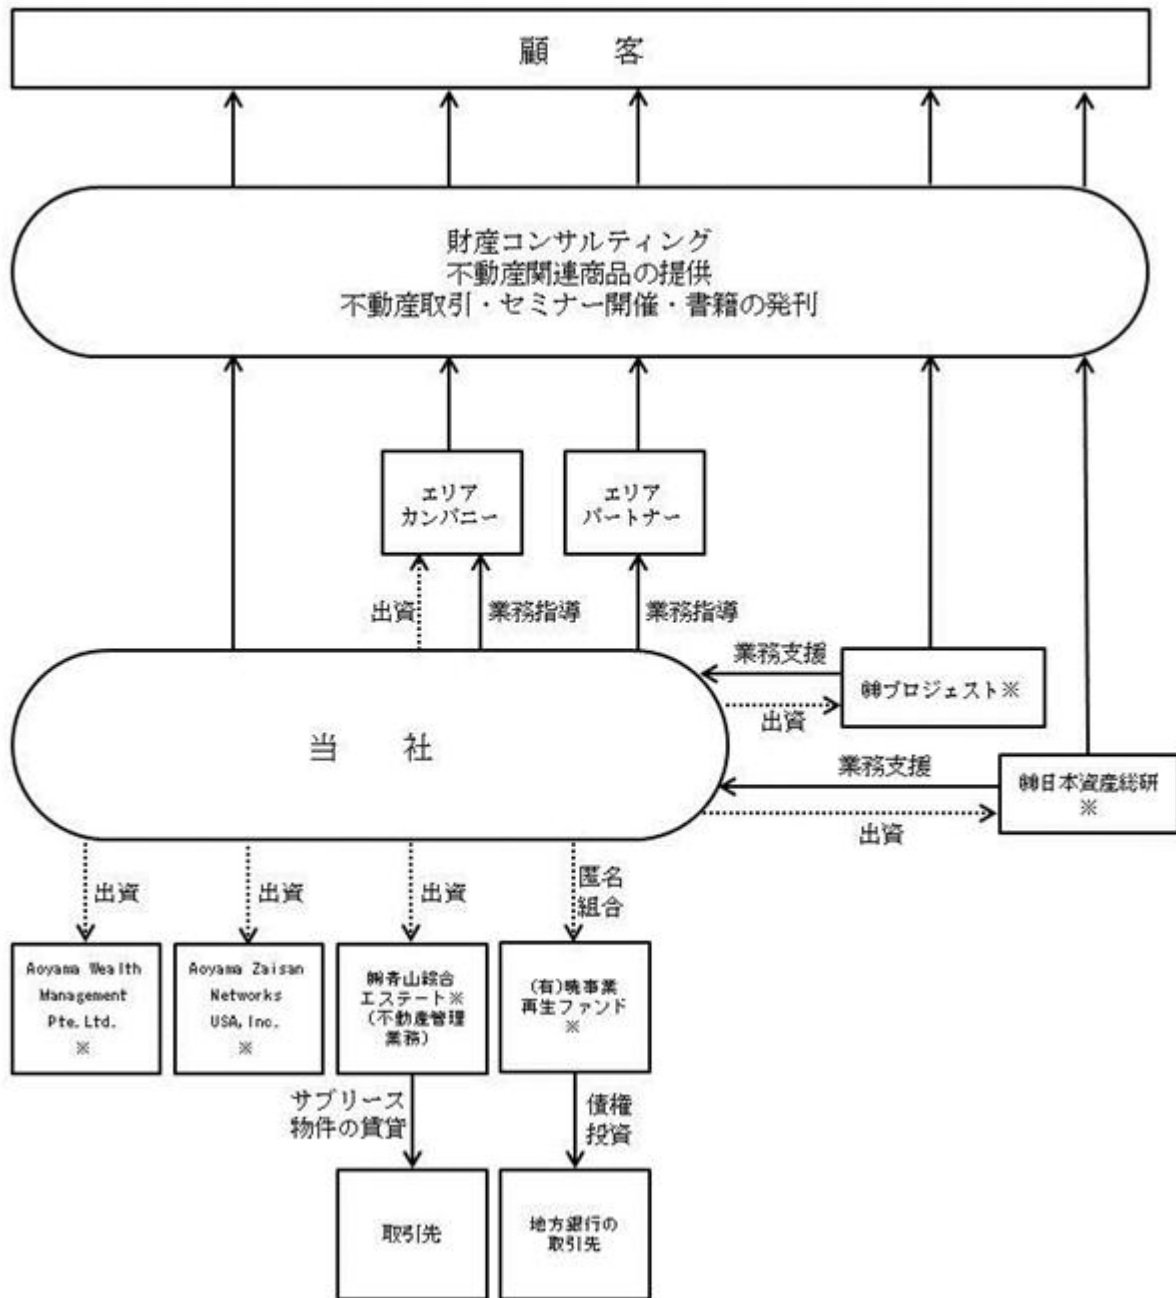 顧　客
財産コンサルティング
不動産関連商品の提供
不動産取引・セミナー開催・書籍の発刊
エリア
カンパニー
エリア
パートナー
出資
業務指導
業務指導
業務支援
㈱プロジェスト※
出資
当　社
業務支援
㈱日本資産総研
※
出資
出資
出資
出資
匿名
組合
Aoyama Wealth
Management
Pte.Ltd.
※
Aoyama Zaisan
Networks
USA,Inc.
※
㈱青山綜合
エステート※
(不動産管理
業務)
(有)暁事業
再生ファンド
※
サブリース
物件の賃貸
債権
投資
取引先
地方銀行の
取引先